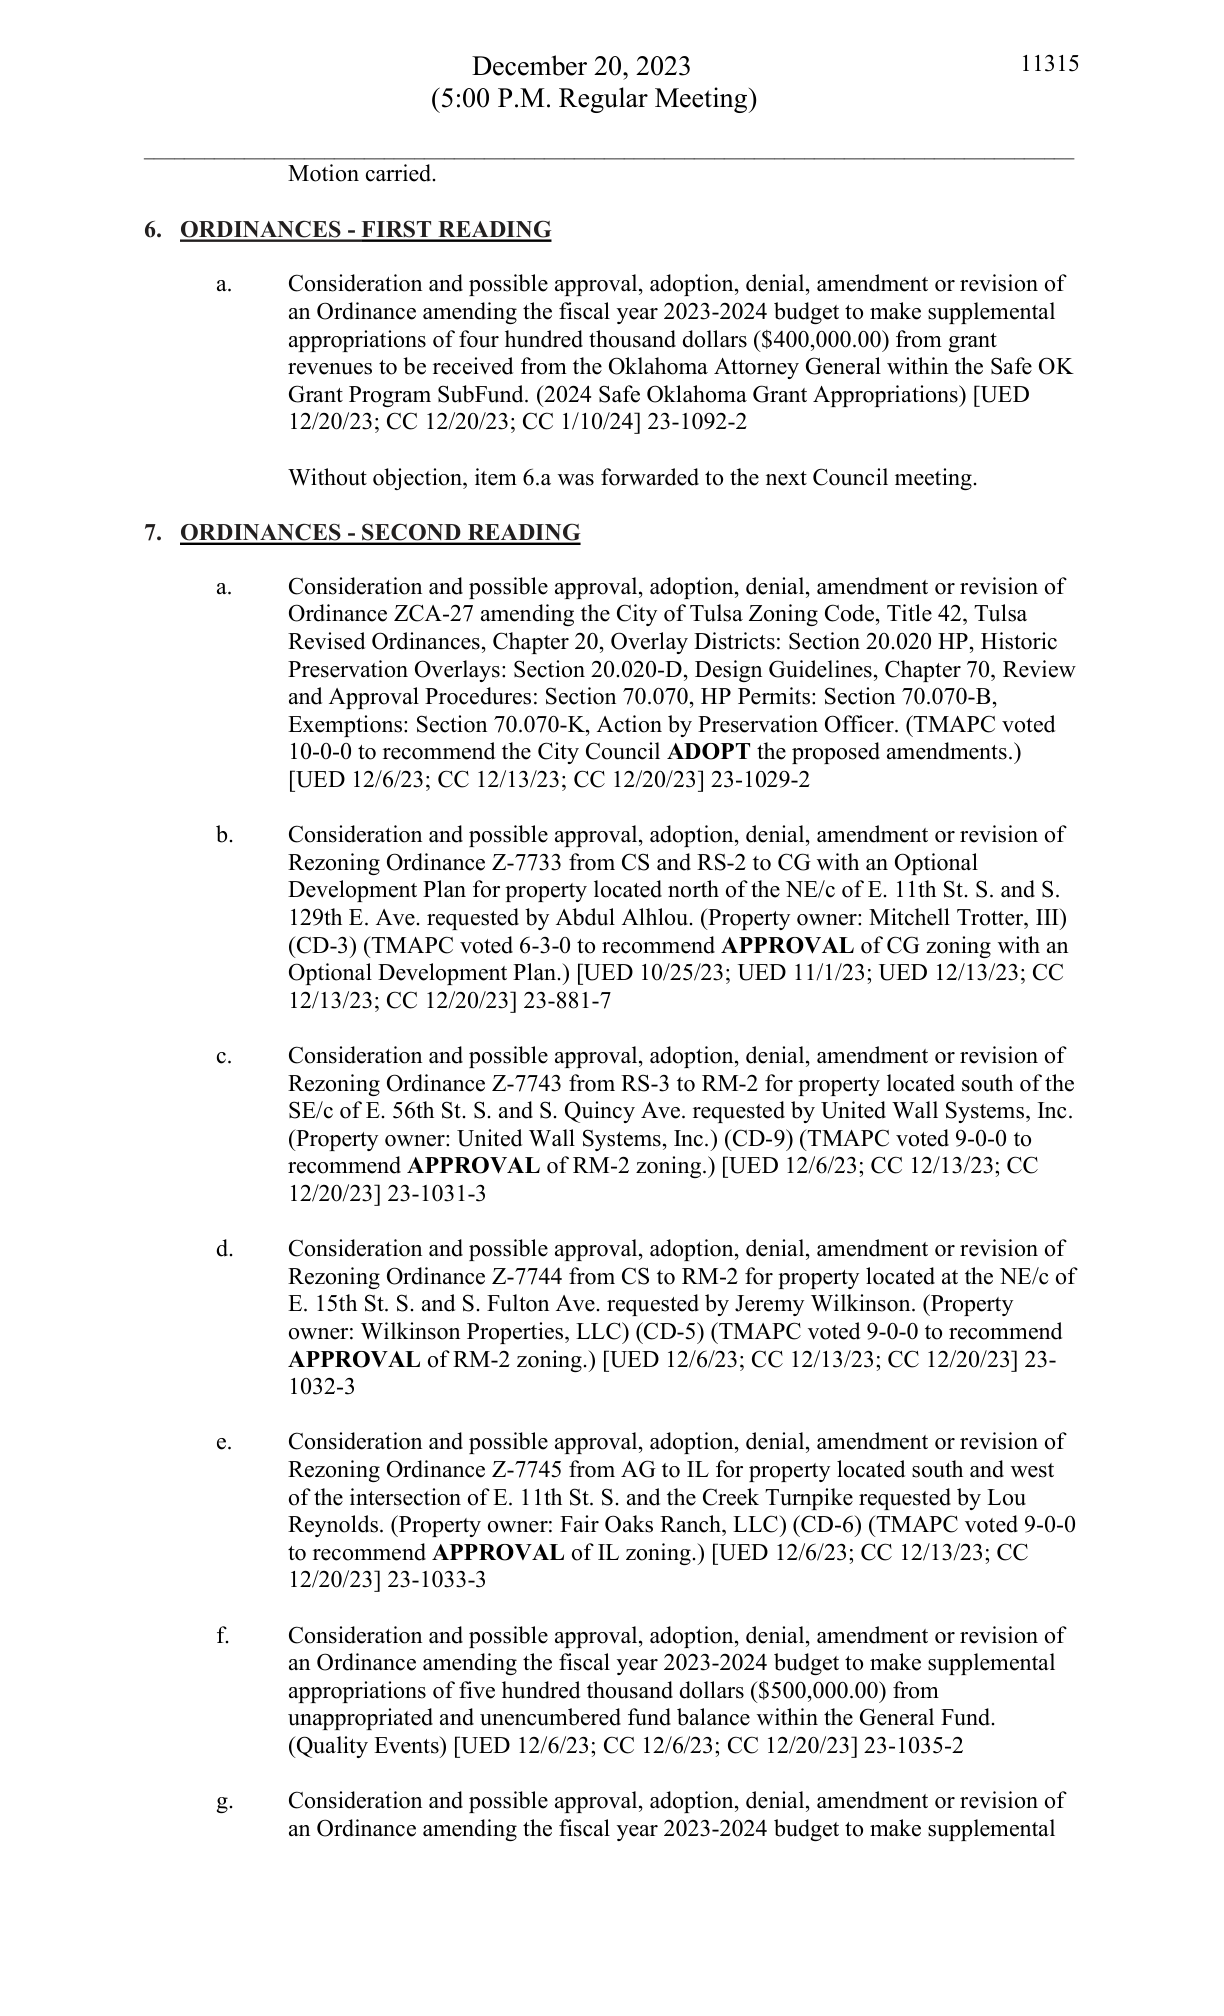 December 20, 2023
11315
(5:00 P.M. Regular Meeting)
Motion carried.
6. ORDINANCES - FIRST READING
a. Consideration and possible approval, adoption, denial, amendment or revision of
an Ordinance amending the fiscal year 2023-2024 budget to make supplemental
appropriations of four hundred thousand dollars ($400,000.00) from grant
revenues to be received from the Oklahoma Attorney General within the Safe OK
Grant Program SubFund. (2024 Safe Oklahoma Grant Appropriations) [UED
12/20/23; CC 12/20/23; CC 1/10/24] 23-1092-2
Without objection, item 6.a was forwarded to the next Council meeting.
7. ORDINANCES - SECOND READING
a. Consideration and possible approval, adoption, denial, amendment or revision of
Ordinance ZCA-27 amending the City of Tulsa Zoning Code, Title 42, Tulsa
Revised Ordinances, Chapter 20, Overlay Districts: Section 20.020 HP, Historic
Preservation Overlays: Section 20.020-D, Design Guidelines, Chapter 70, Review
and Approval Procedures: Section 70.070, HP Permits: Section 70.070-B,
Exemptions: Section 70.070-K, Action by Preservation Officer. (TMAPC voted
10-0-0 to recommend the City Council ADOPT the proposed amendments.)
[UED 12/6/23; CC 12/13/23; CC 12/20/23] 23-1029-2
b. Consideration and possible approval, adoption, denial, amendment or revision of
Rezoning Ordinance Z-7733 from CS and RS-2 to CG with an Optional
Development Plan for property located north of the NE/c of E. 11th St. S. and S.
129th E. Ave. requested by Abdul Alhlou. (Property owner: Mitchell Trotter, III)
(CD-3) (TMAPC voted 6-3-0 to recommend APPROVAL of CG zoning with an
Optional Development Plan.) [UED 10/25/23; UED 11/1/23; UED 12/13/23; CC
12/13/23; CC 12/20/23] 23-881-7
c. Consideration and possible approval, adoption, denial, amendment or revision of
Rezoning Ordinance Z-7743 from RS-3 to RM-2 for property located south of the
SE/c of E. 56th St. S. and S. Quincy Ave. requested by United Wall Systems, Inc.
(Property owner: United Wall Systems, Inc.) (CD-9) (TMAPC voted 9-0-0 to
recommend APPROVAL of RM-2 zoning.) [UED 12/6/23; CC 12/13/23; CC
12/20/23] 23-1031-3
d. Consideration and possible approval, adoption, denial, amendment or revision of
Rezoning Ordinance Z-7744 from CS to RM-2 for property located at the NE/c of
E. 15th St. S. and S. Fulton Ave. requested by Jeremy Wilkinson. (Property
owner: Wilkinson Properties, LLC) (CD-5) (TMAPC voted 9-0-0 to recommend
APPROVAL of RM-2 zoning.) [UED 12/6/23; CC 12/13/23; CC 12/20/23] 23-
1032-3
e. Consideration and possible approval, adoption, denial, amendment or revision of
Rezoning Ordinance Z-7745 from AG to IL for property located south and west
of the intersection of E. 11th St. S. and the Creek Turnpike requested by Lou
Reynolds. (Property owner: Fair Oaks Ranch, LLC) (CD-6) (TMAPC voted 9-0-0
to recommend APPROVAL of IL zoning.) [UED 12/6/23; CC 12/13/23; CC
12/20/23] 23-1033-3
f. Consideration and possible approval, adoption, denial, amendment or revision of
an Ordinance amending the fiscal year 2023-2024 budget to make supplemental
appropriations of five hundred thousand dollars ($500,000.00) from
unappropriated and unencumbered fund balance within the General Fund.
(Quality Events) [UED 12/6/23; CC 12/6/23; CC 12/20/23] 23-1035-2
g. Consideration and possible approval, adoption, denial, amendment or revision of
an Ordinance amending the fiscal year 2023-2024 budget to make supplemental